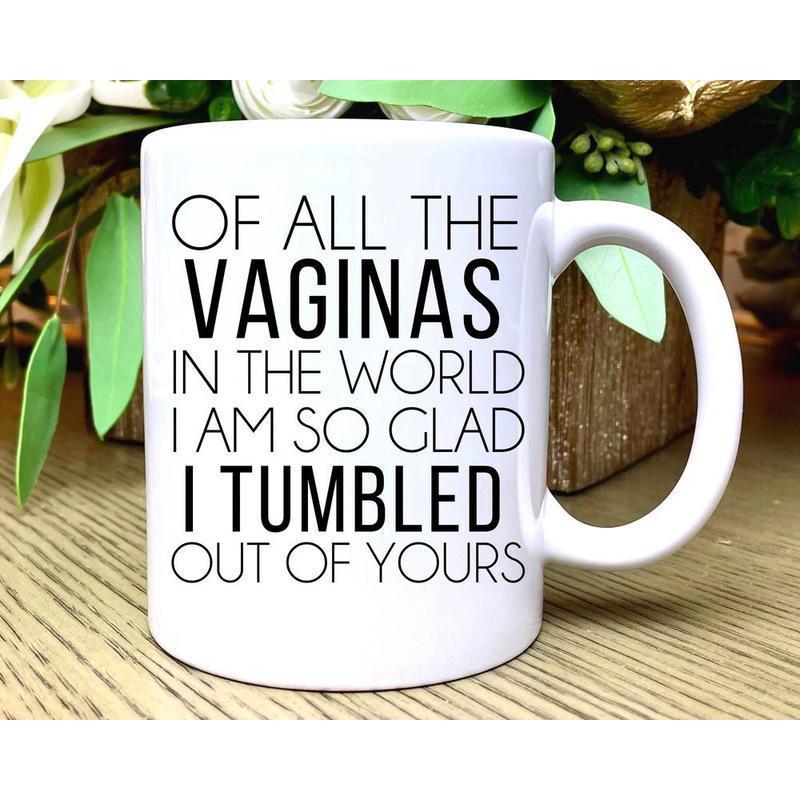 OF ALL THE
VAGINAS
IN THE WORLD
I AM SO GLAD
I TUMBLED
OUT OF YOURS